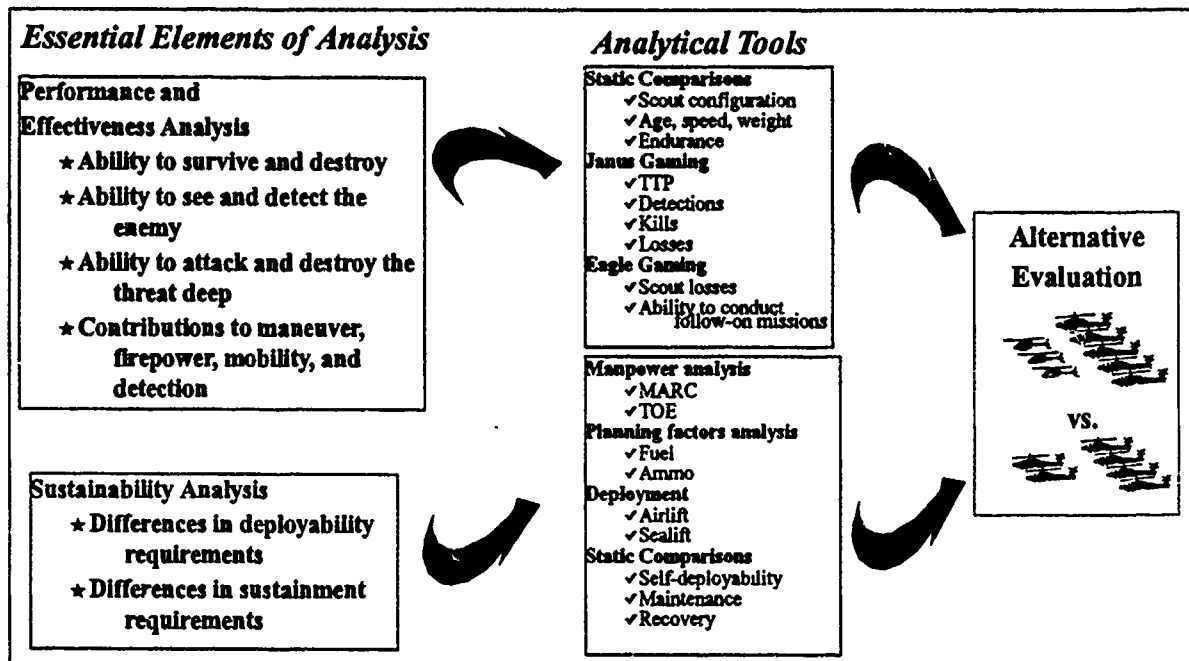 Essential Elements of Analysis
Performance and
Effectiveness Analysis
★ Ability to survive and destroy
★ Ability to see and detect the
enemy
★ Ability to attack and destroy the
threat deep
★ Contributions to maneuver,
firepower, mobility, and
detection
Sustainability Analysis
★ Differences in deployability
requirements
★ Differences in sustainment
requirements
Analytical Tools
Static Comparisons
✓ Scout configuration
✓ Age, speed, weight
✓ Endurance
Janus Gaming
✓ TTP
✓ Detections
✓ Kills
✓ Losses
Eagle Gaming
✓ Scout losses
✓ Ability to conduct
follow-on missions
Manpower analysis
✓ MARC
✓ TOE
Planning factors analysis
✓ Fuel
✓ Ammo
Deployment
✓ Airlift
✓ Sealift
Static Comparisons
✓ Self-deployability
✓ Maintenance
✓ Recovery
Alternative
Evaluation
vs.